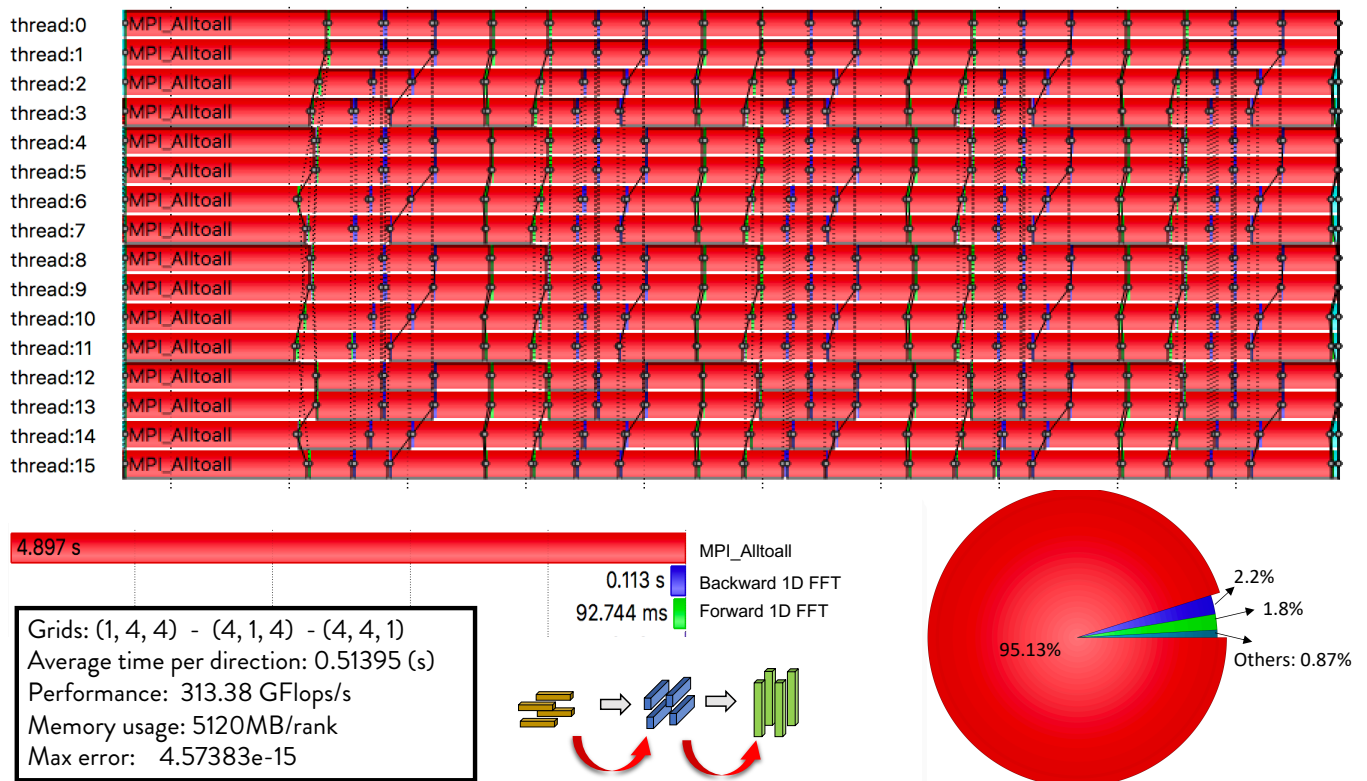 thread:0 MPI_Alltoall
thread:1 MPI_Alltoall
thread:2 MPI_Alltoall
thread:3 MPI_Alltoall
thread:4 MPI_Alltoall
thread:5 MPI_Alltoall
thread:6 MPI_Alltoall
thread:7 MPI_Alltoall
thread:8 MPI_Alltoall
thread:9 MPI_Alltoall
thread:10 MPI_Alltoall
thread:11 MPI_Alltoall
thread:12 MPI_Alltoall
thread:13 MPI_Alltoall
thread:14 MPI_Alltoall
thread:15 MPI_Alltoall
4.897 s MPI_Alltoall
0.113 s Backward 1D FFT
92.744 ms Forward 1D FFT
Grids: (1, 4, 4) - (4, 1, 4) - (4, 4, 1)
Average time per direction: 0.51395 (s)
Performance: 313.38 GFlops/s
Memory usage: 5120MB/rank
Max error: 4.57383e-15
2.2%
1.8%
95.13%
Others: 0.87%